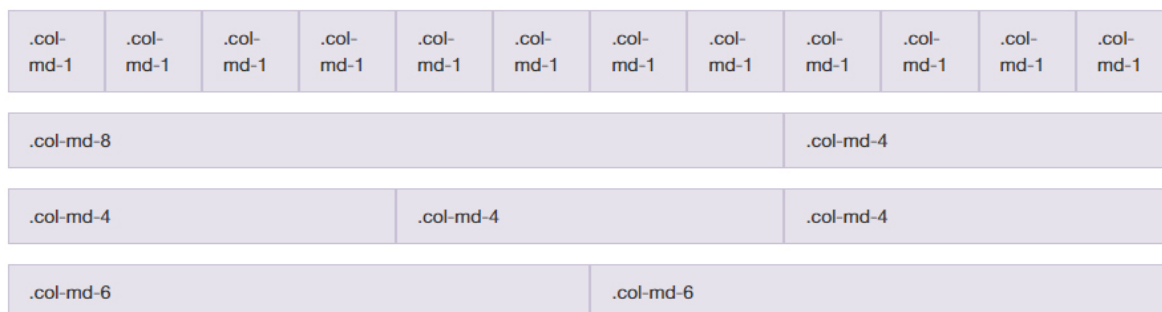 .col- .col- .col- .col- .col- .col- .col- .col- .col- .col- .col- .col-
md-1 md-1 md-1 md-1 md-1 md-1 md-1 md-1 md-1 md-1 md-1 md-1
.col-md-8 .col-md-4
.col-md-4 .col-md-4 .col-md-4
.col-md-6 .col-md-6